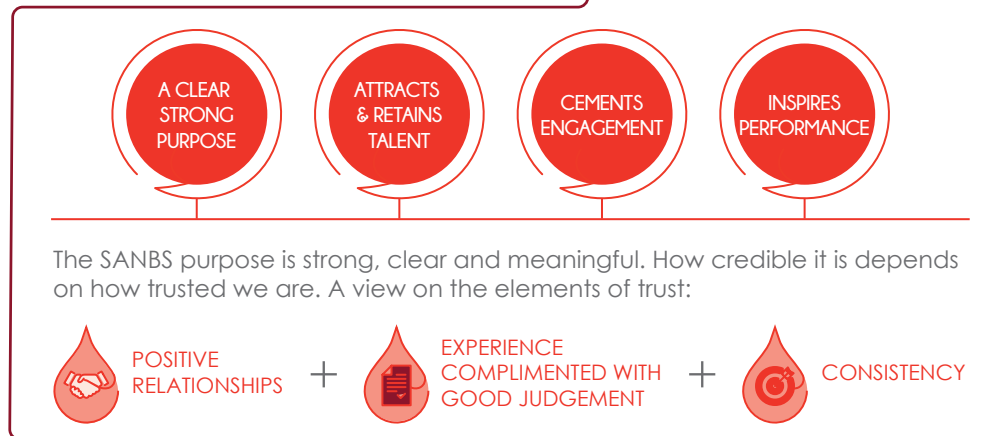 A CLEAR
STRONG
PURPOSE
ATTRACTS
& RETAINS
TALENT
CEMENTS
ENGAGEMENT
INSPIRES
PERFORMANCE
The SANBS purpose is strong, clear and meaningful. How credible it is depends
on how trusted we are. A view on the elements of trust:
POSITIVE
RELATIONSHIPS
+
EXPERIENCE
COMPLIMENTED WITH
GOOD JUDGEMENT
+
CONSISTENCY